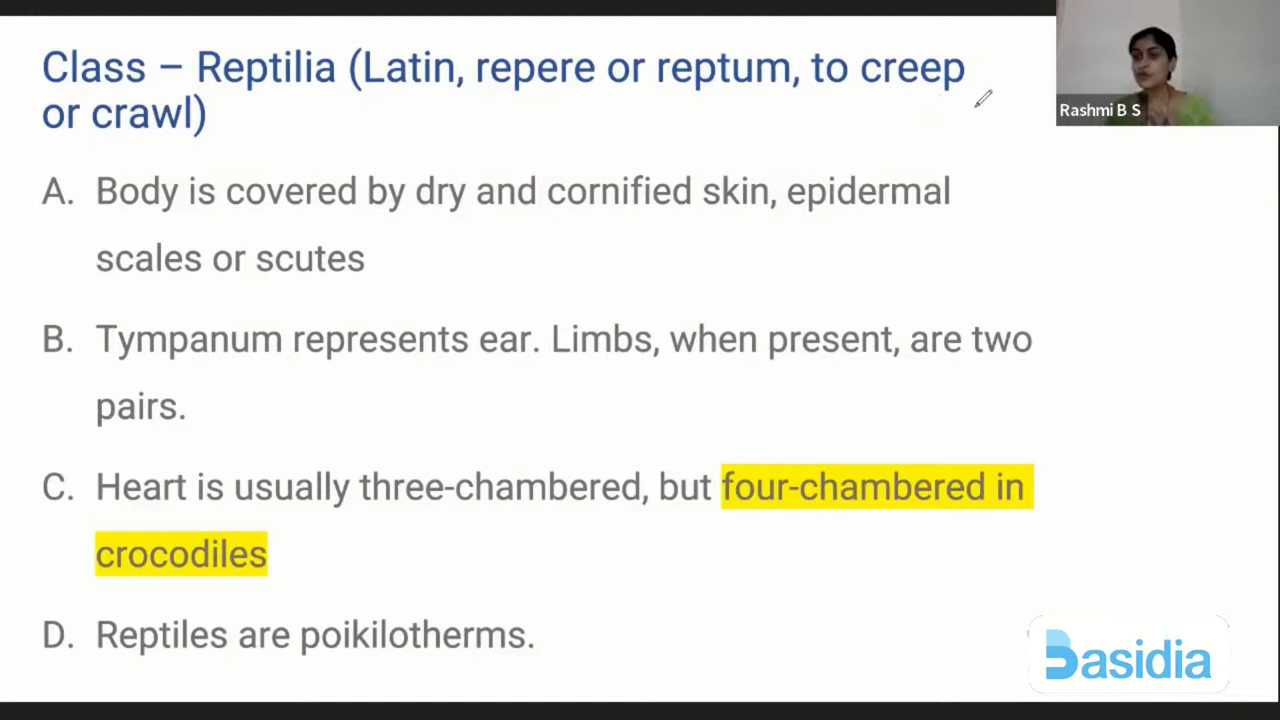 Class – Reptilia (Latin, repere or reptum, to creep
or crawl)
Rashmi B S
A. Body is covered by dry and cornified skin, epidermal
scales or scutes
B. Tympanum represents ear. Limbs, when present, are two
pairs.
C. Heart is usually three-chambered, but four-chambered in
crocodiles
D. Reptiles are poikilotherms.
Basidia